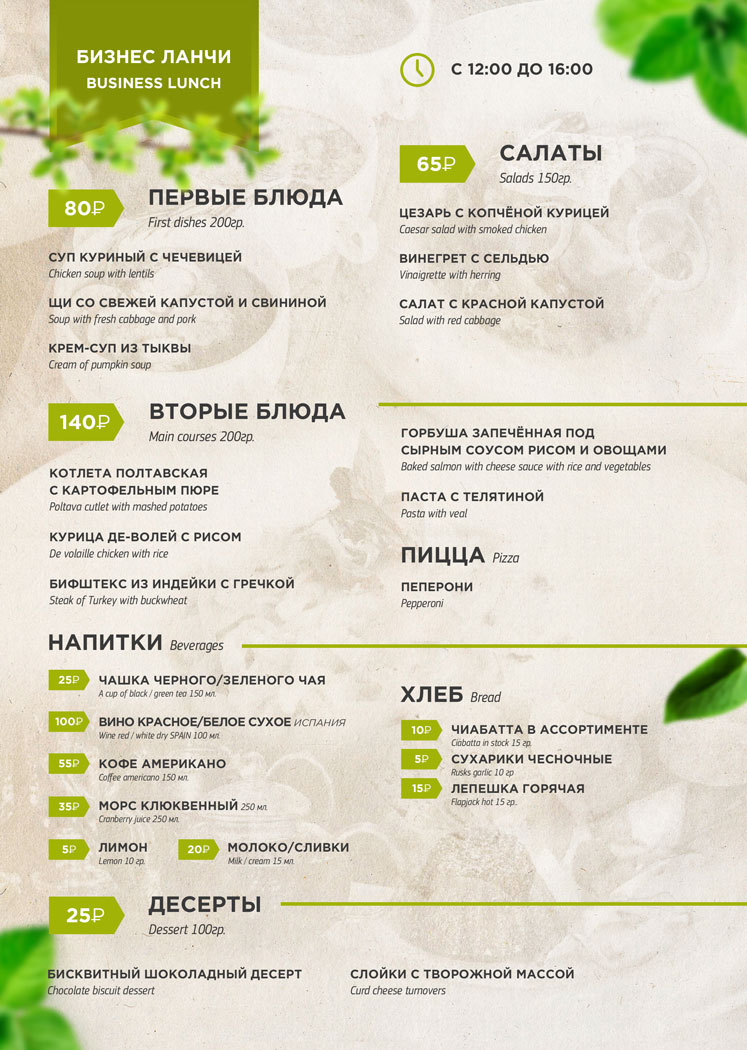 БИЗНЕС ЛАНЧИ
BUSINESS LUNCH
С 12:00 ДО 16:00
80₽
ПЕРВЫЕ БЛЮДА
First dishes 200гр.
СУП КУРИНЫЙ С ЧЕЧЕВИЦЕЙ
Chicken soup with lentils
ЩИ СО СВЕЖЕЙ КАПУСТОЙ И СВИНИНОЙ
Soup with fresh cabbage and pork
КРЕМ-СУП ИЗ ТЫКВЫ
Cream of pumpkin soup
65₽
САЛАТЫ
Salads 150гр.
ЦЕЗАРЬ С КОПЧЁНОЙ КУРИЦЕЙ
Caesar salad with smoked chicken
ВИНЕГРЕТ С СЕЛЬДЬЮ
Vinaigrette with herring
САЛАТ С КРАСНОЙ КАПУСТОЙ
Salad with red cabbage
140₽
ВТОРЫЕ БЛЮДА
Main courses 200гр.
КОТЛЕТА ПОЛТАВСКАЯ
С КАРТОФЕЛЬНЫМ ПЮРЕ
Poltava cutlet with mashed potatoes
КУРИЦА ДЕ-ВОЛЕЙ С РИСОМ
De volaille chicken with rice
БИФШТЕКС ИЗ ИНДЕЙКИ С ГРЕЧКОЙ
Steak of Turkey with buckwheat
ГОРБУША ЗАПЕЧЁННАЯ ПОД
СЫРНЫМ СОУСОМ РИСОМ И ОВОЩАМИ
Baked salmon with cheese sauce with rice and vegetables
ПАСТА С ТЕЛЯТИНОЙ
Pasta with veal
ПИЦЦА Pizza
ПЕПЕРОНИ
Pepperoni
НАПИТКИ Beverages
25₽ ЧАШКА ЧЕРНОГО/ЗЕЛЕНОГО ЧАЯ
A cup of black / green tea 150 мл.
100₽ ВИНО КРАСНОЕ/БЕЛОЕ СУХОЕ ИСПАНИЯ
Wine red / white dry SPAIN 100 мл.
55₽ КОФЕ АМЕРИКАНО
Coffee americano 150 мл.
35₽ МОРС КЛЮКВЕННЫЙ 250 мл.
Cranberry juice 250 мл.
5₽ ЛИМОН
Lemon 10 гр.
20₽ МОЛОКО/СЛИВКИ
Milk / cream 15 мл.
ХЛЕБ Bread
10₽ ЧИАБАТТА В АССОРТИМЕНТЕ
Ciabatta in stock 15 гр.
5₽ СУХАРИКИ ЧЕСНОЧНЫЕ
Rusks garlic 10 гр
15₽ ЛЕПЕШКА ГОРЯЧАЯ
Flapjack hot 15 гр.
25₽
ДЕСЕРТЫ
Dessert 100гр.
БИСКВИТНЫЙ ШОКОЛАДНЫЙ ДЕСЕРТ
Chocolate biscuit dessert
СЛОЙКИ С ТВОРОЖНОЙ МАССОЙ
Curd cheese turnovers